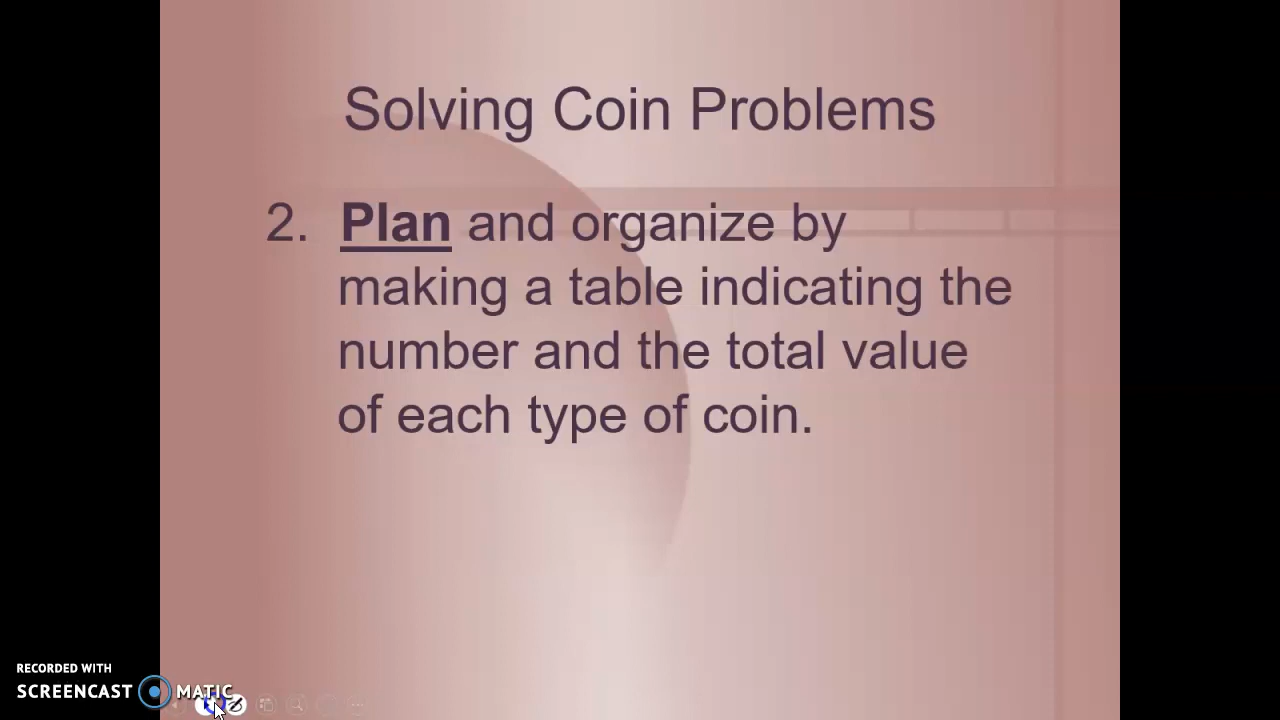 Solving Coin Problems
2. Plan and organize by
making a table indicating the
number and the total value
of each type of coin.
RECORDED WITH
SCREENCAST MATIC